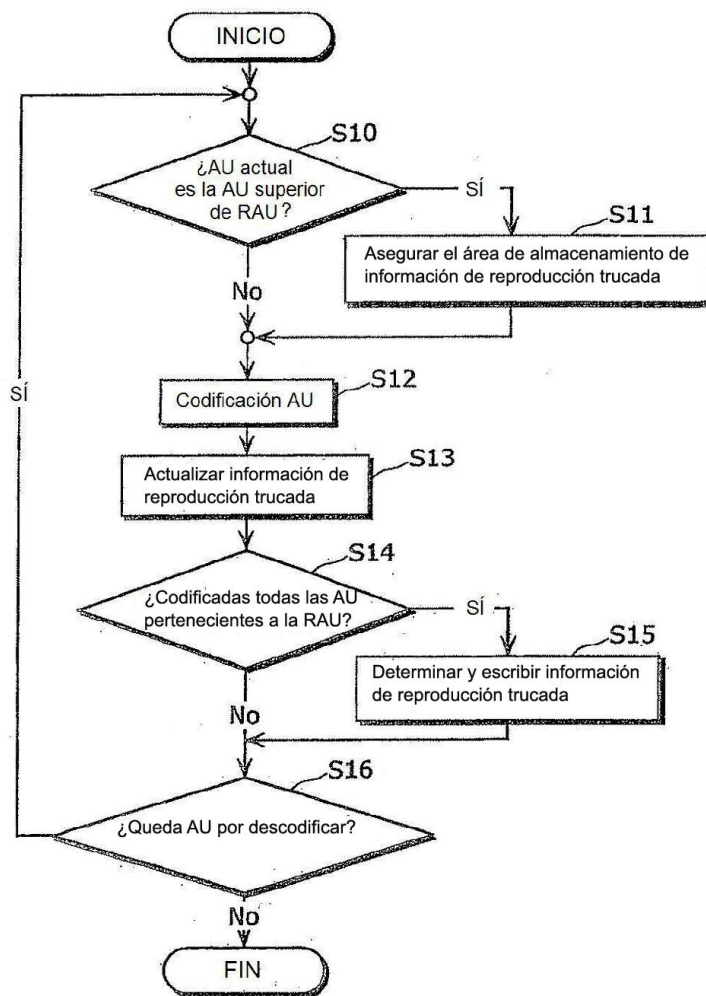 INICIO
S10
¿AU actual
es la AU superior
de RAU?
SÍ
S11
Asegurar el área de almacenamiento de
información de reproducción trucada
No
SÍ
S12
Codificación AU
S13
Actualizar información de
reproducción trucada
S14
¿Codificadas todas las AU
pertenecientes a la RAU?
SÍ
S15
Determinar y escribir información
de reproducción trucada
No
S16
¿Queda AU por descodificar?
No
FIN